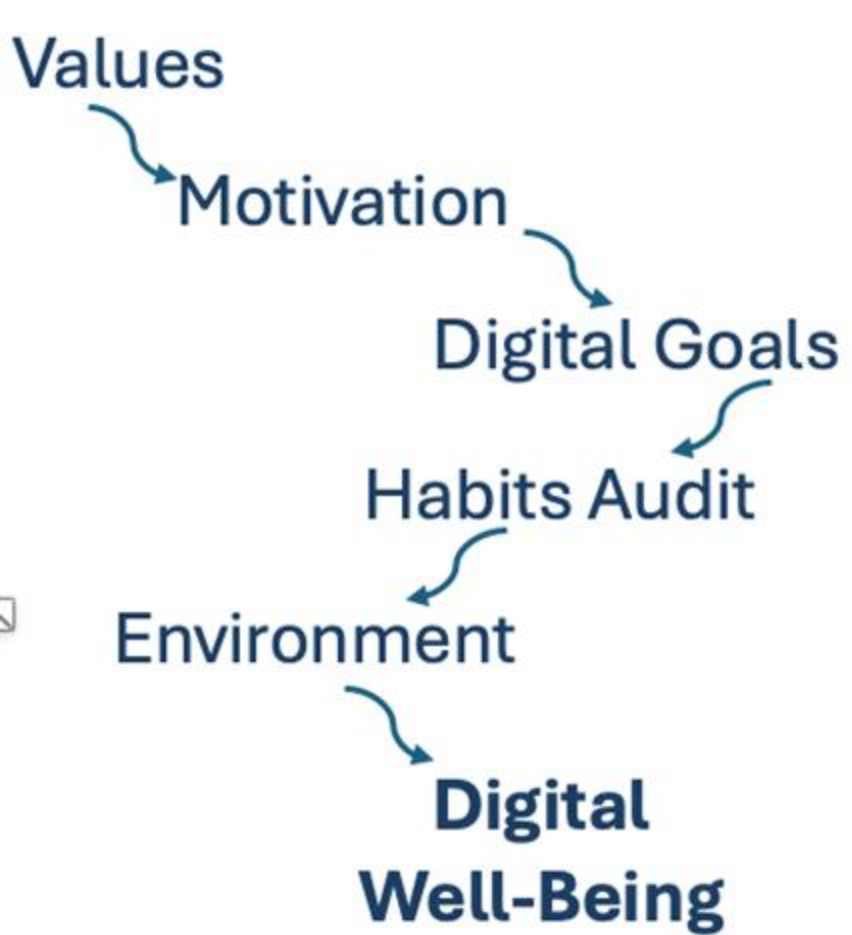 Values
Motivation
Digital Goals
Habits Audit
Environment
Digital
Well-Being